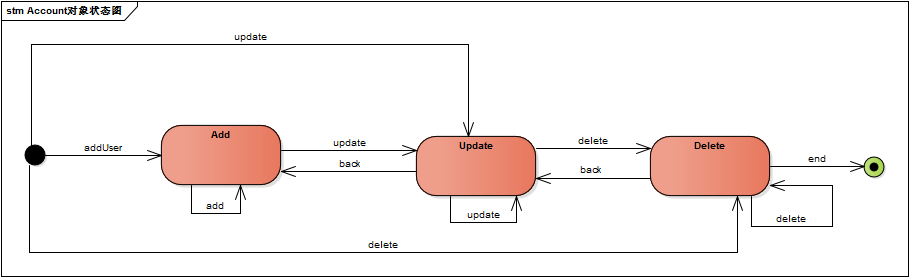 stm Account对象状态图
update
Add
addUser
update
back
add
Update
delete
back
update
Delete
end
delete
delete